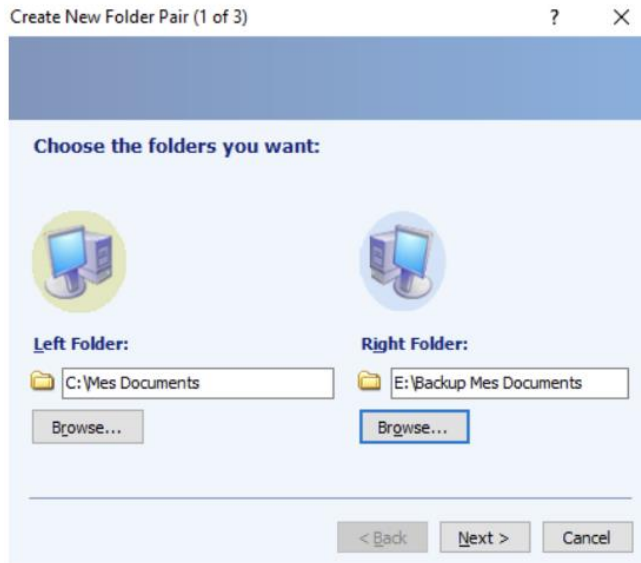 Create New Folder Pair (1 of 3) ?
Choose the folders you want:
Left Folder: Right Folder:
C:\Mes Documents E:\Backup Mes Documents
Browse... Browse...
< Back Next > Cancel